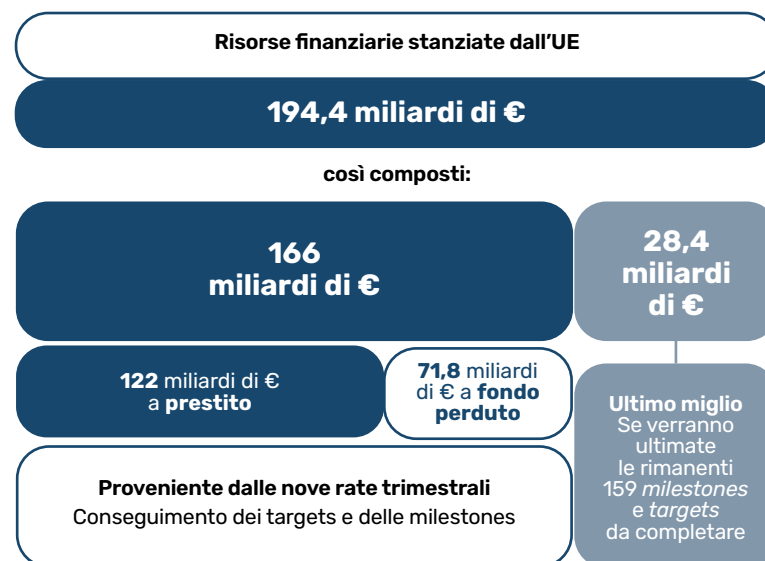 Risorse finanziarie stanziate dall'UE
194,4 miliardi di €
così composti:
166
miliardi di €
28,4
miliardi
di €
122 miliardi di €
a prestito
71,8 miliardi
di € a fondo
perduto
Proveniente dalle nove rate trimestrali
Conseguimento dei targets e delle milestones
Ultimo miglio
Se verranno
ultimate
le rimanenti
159 milestones
e targets
da completare